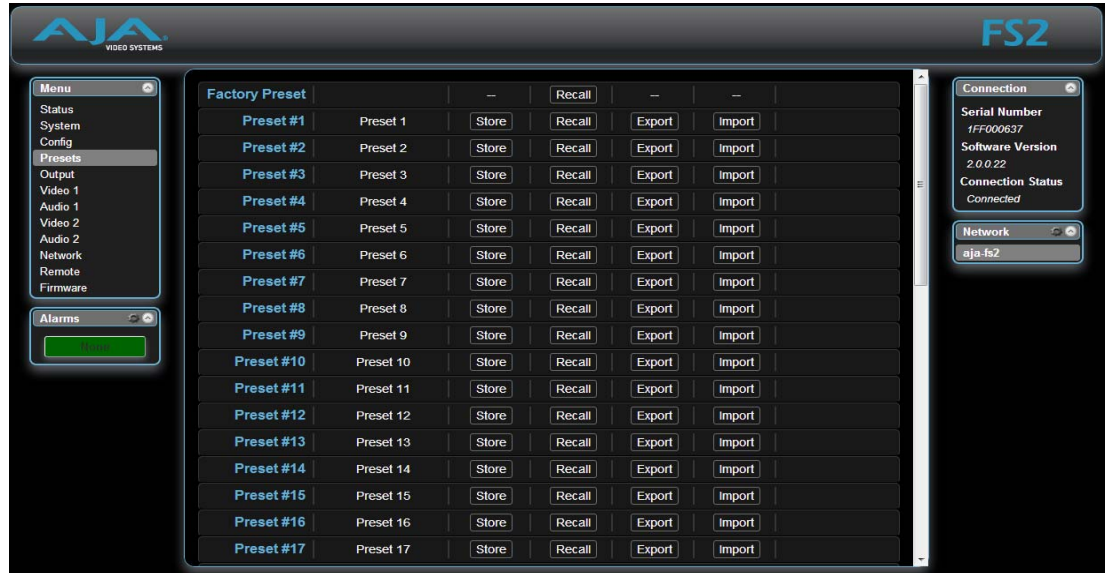 AJA
VIDEO SYSTEMS
FS2
Menu
Status
System
Config
Presets
Output
Video 1
Audio 1
Video 2
Audio 2
Network
Remote
Firmware
Alarms
None
Factory Preset -- Recall -- --
Preset #1 Preset 1 Store Recall Export Import
Preset #2 Preset 2 Store Recall Export Import
Preset #3 Preset 3 Store Recall Export Import
Preset #4 Preset 4 Store Recall Export Import
Preset #5 Preset 5 Store Recall Export Import
Preset #6 Preset 6 Store Recall Export Import
Preset #7 Preset 7 Store Recall Export Import
Preset #8 Preset 8 Store Recall Export Import
Preset #9 Preset 9 Store Recall Export Import
Preset #10 Preset 10 Store Recall Export Import
Preset #11 Preset 11 Store Recall Export Import
Preset #12 Preset 12 Store Recall Export Import
Preset #13 Preset 13 Store Recall Export Import
Preset #14 Preset 14 Store Recall Export Import
Preset #15 Preset 15 Store Recall Export Import
Preset #16 Preset 16 Store Recall Export Import
Preset #17 Preset 17 Store Recall Export Import
Connection
Serial Number
1FF000637
Software Version
2.0.0.22
Connection Status
Connected
Network
aja-fs2